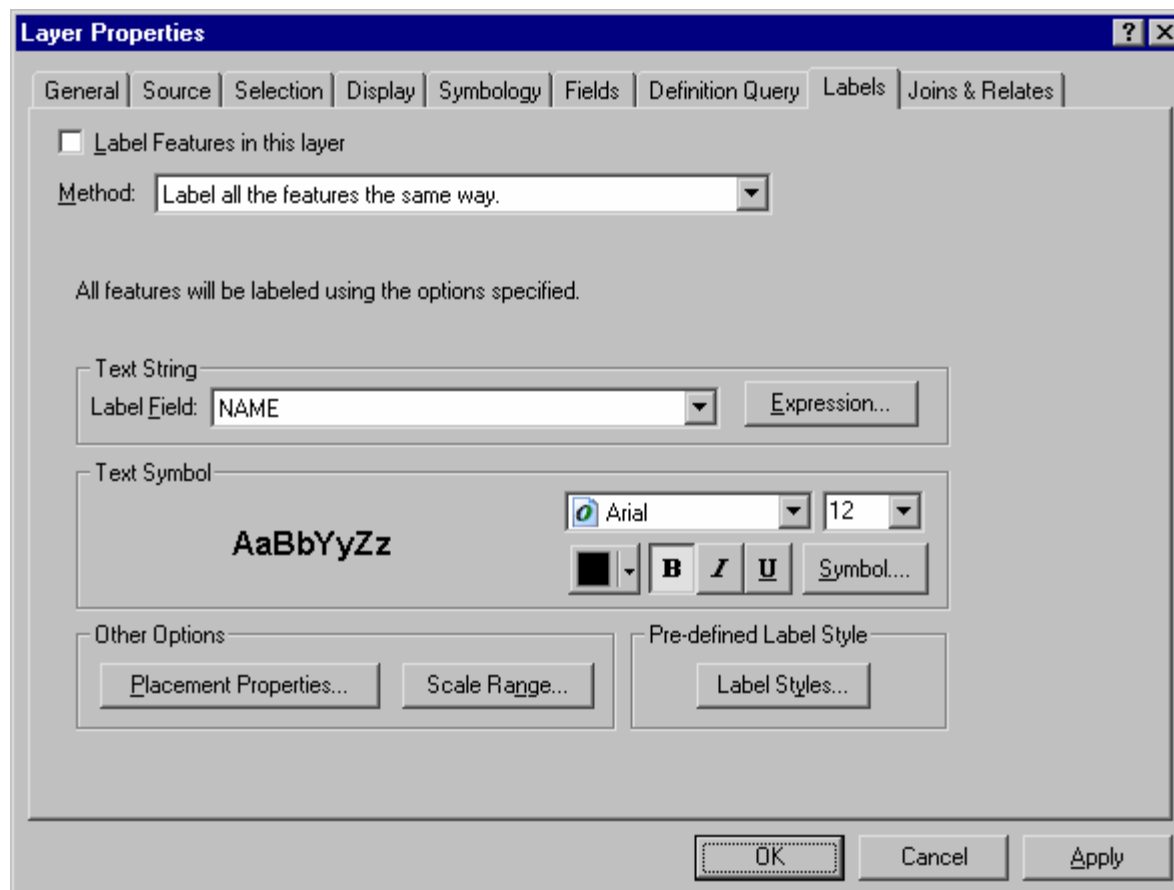 Layer Properties
General Source Selection Display Symbology Fields Definition Query Labels Joins & Relates
Label Features in this layer
Method: Label all the features the same way.
All features will be labeled using the options specified.
Text String
Label Field: NAME Expression...
Text Symbol
AaBbYyZz
Arial 12
B I U Symbol....
Other Options
Placement Properties... Scale Range...
Pre-defined Label Style
Label Styles...
OK Cancel Apply